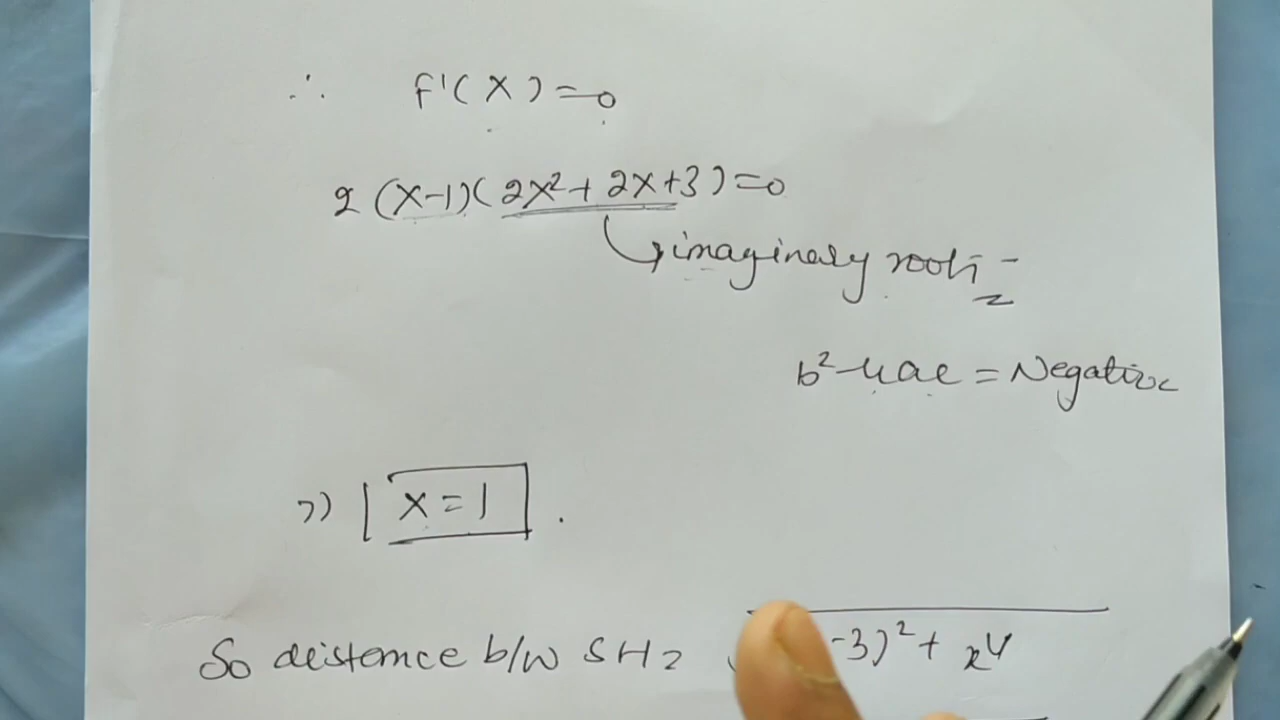 ∴ f'(x) = 0
2 (x-1)(2x²+2x+3) = 0
imaginary roots
b²-4ac = Negative
⇒ x = 1 .
So distance b/w SH = -3)² + x⁴